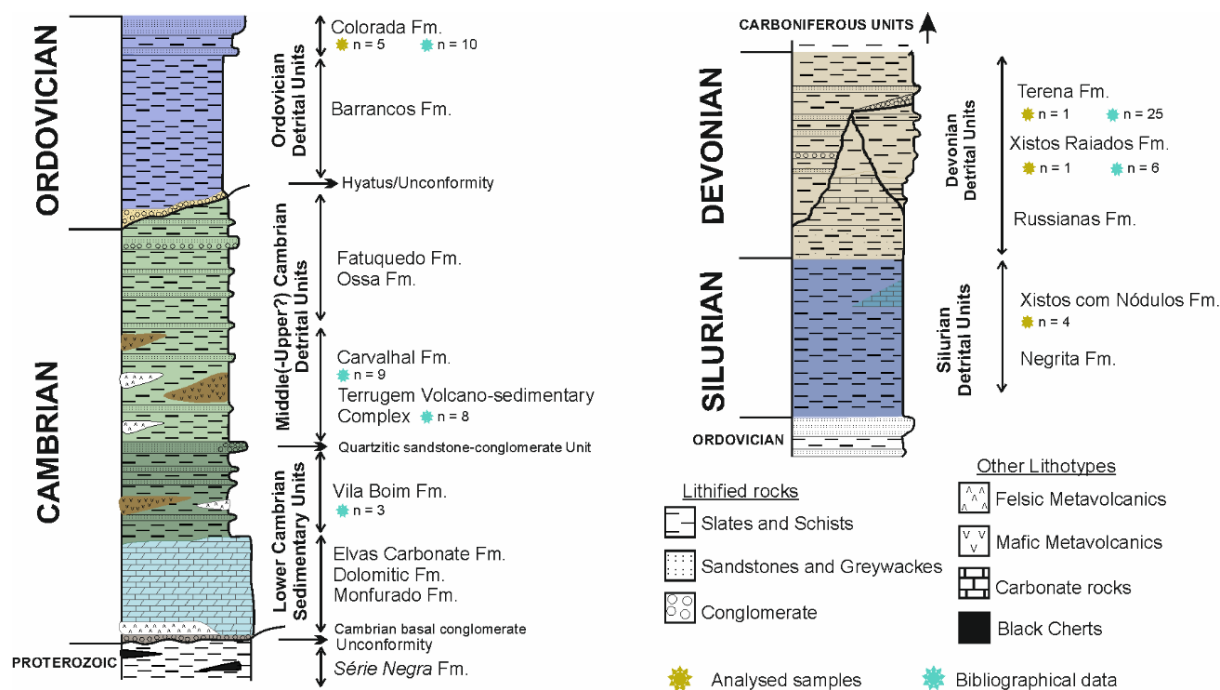 ORDOVICIAN
CAMBRIAN
PROTEROZOIC
Ordovician
Detrital Units
Middle(-Upper?) Cambrian
Detrital Units
Lower Cambrian
Sedimentary Units
Colorada Fm.
n = 5 n = 10
Barrancos Fm.
Hyatus/Unconformity
Fatuquedo Fm.
Ossa Fm.
Carvalhal Fm.
n = 9
Terrugem Volcano-sedimentary
Complex n = 8
Quartzitic sandstone-conglomerate Unit
Vila Boim Fm.
n = 3
Elvas Carbonate Fm.
Dolomitic Fm.
Monfurado Fm.
Cambrian basal conglomerate
Unconformity
Série Negra Fm.
CARBONIFEROUS UNITS
DEVONIAN
SILURIAN
ORDOVICIAN
Devonian
Detrital Units
Silurian
Detrital Units
Terena Fm.
n = 1 n = 25
Xistos Raiados Fm.
n = 1 n = 6
Russianas Fm.
Xistos com Nódulos Fm.
n = 4
Negrita Fm.
Lithified rocks
Slates and Schists
Sandstones and Greywackes
Conglomerate
Other Lithotypes
Felsic Metavolcanics
Mafic Metavolcanics
Carbonate rocks
Black Cherts
Analysed samples
Bibliographical data